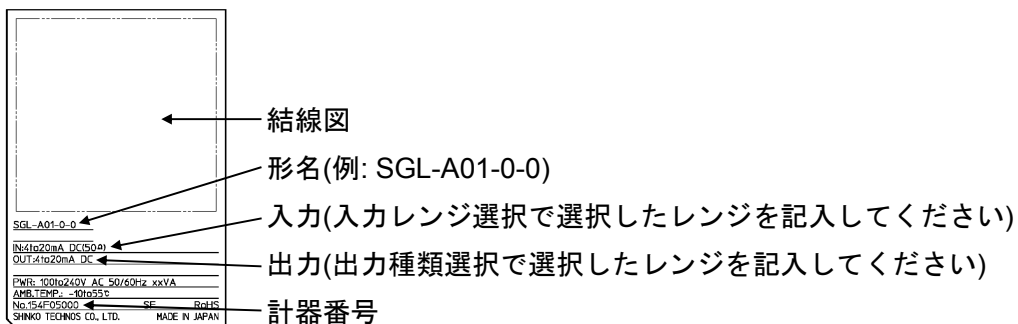 結線図
形名(例: SGL-A01-0-0)
入力(入力レンジ選択で選択したレンジを記入してください)
出力(出力種類選択で選択したレンジを記入してください)
計器番号
SGL-A01-0-0
IN:4to20mA DC(50Ω)
OUT:4to20mA DC
PWR: 100to240V AC 50/60Hz xxVA
AMB.TEMP.: -10to55℃
No.154F05000 SE RoHS
SHINKO TECHNOS CO., LTD. MADE IN JAPAN